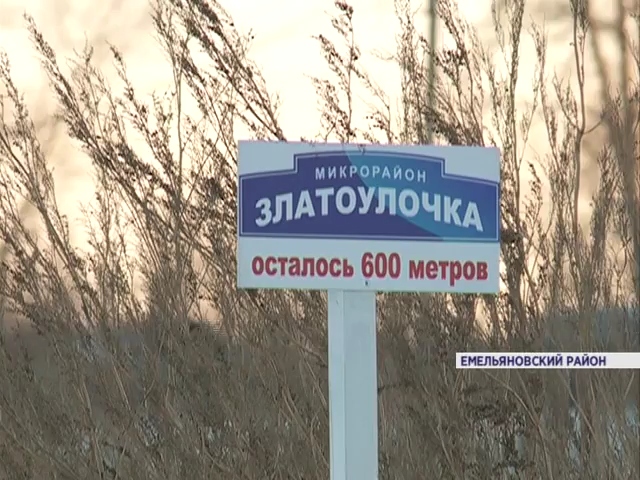 МИКРОРАЙОН
ЗЛАТОУЛОЧКА
осталось 600 метров
ЕМЕЛЬЯНОВСКИЙ РАЙОН